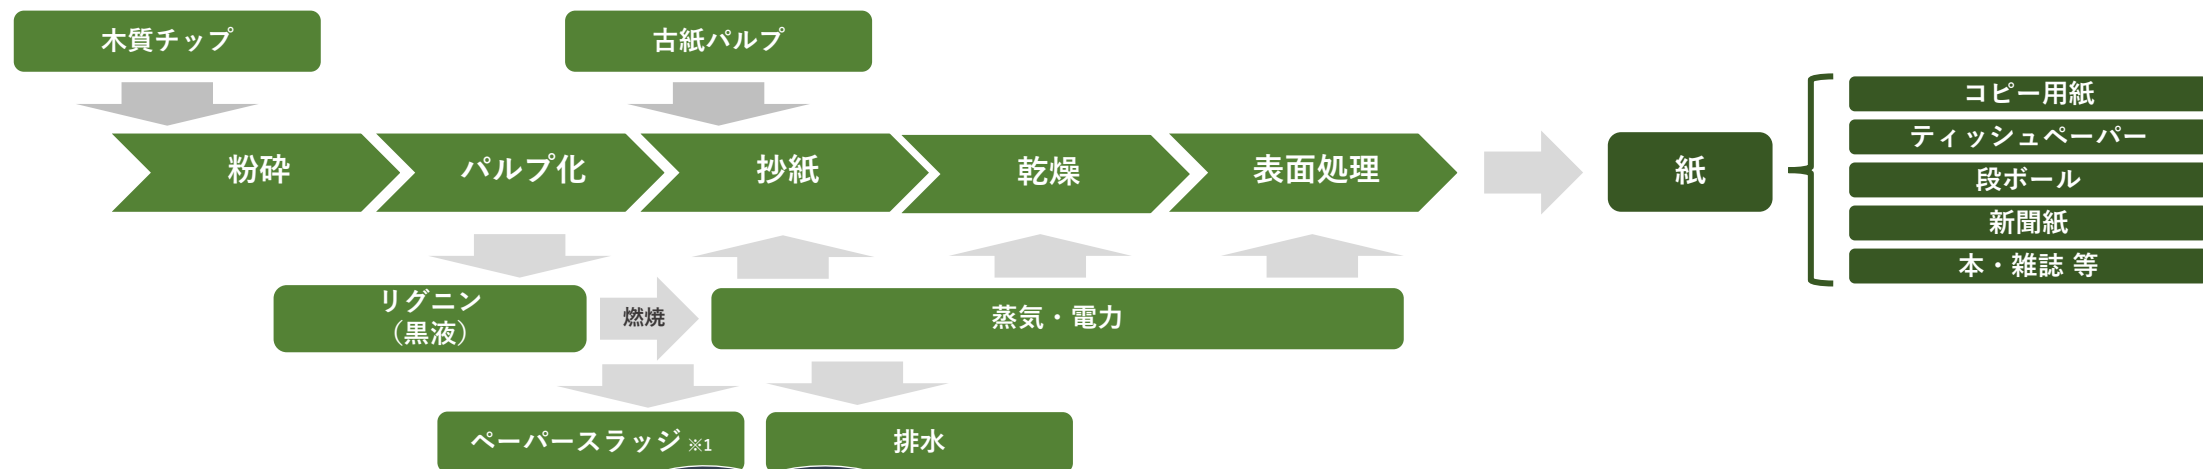 木質チップ
古紙パルプ
粉砕
パルプ化
抄紙
乾燥
表面処理
紙
コピー用紙
ティッシュペーパー
段ボール
新聞紙
本・雑誌 等
リグニン
（黒液）
燃焼
蒸気・電力
ペーパースラッジ ※1
排水